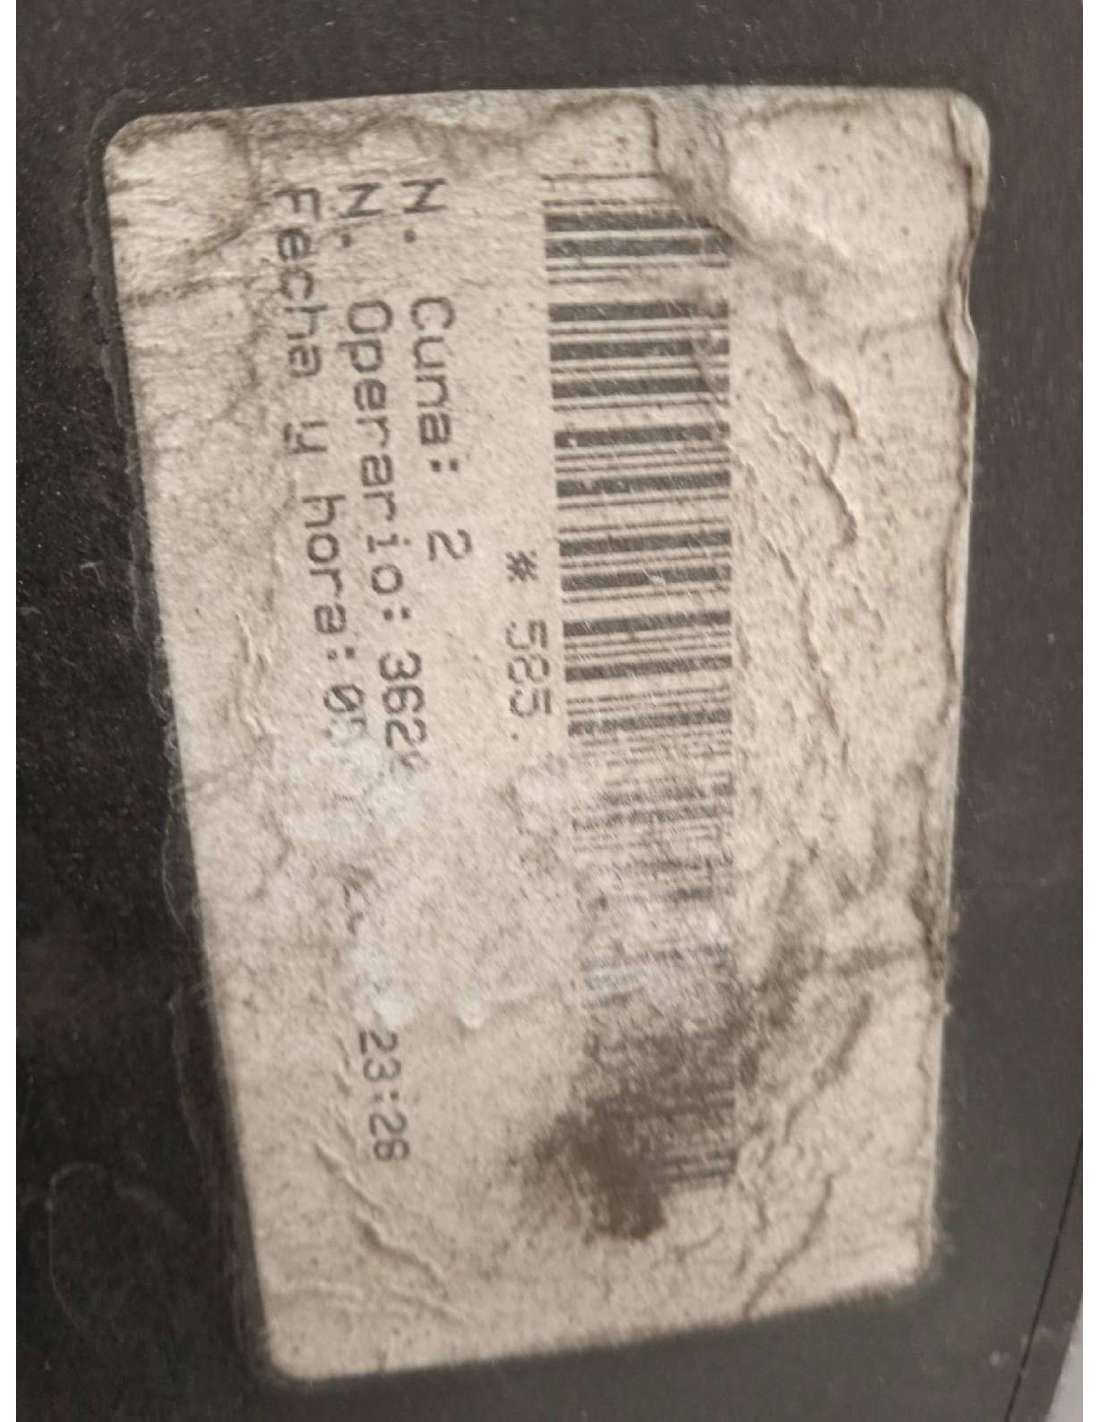 * 585.
N. Cuna: 2
N. Operario: 362
Fecha y hora: 0 23:28